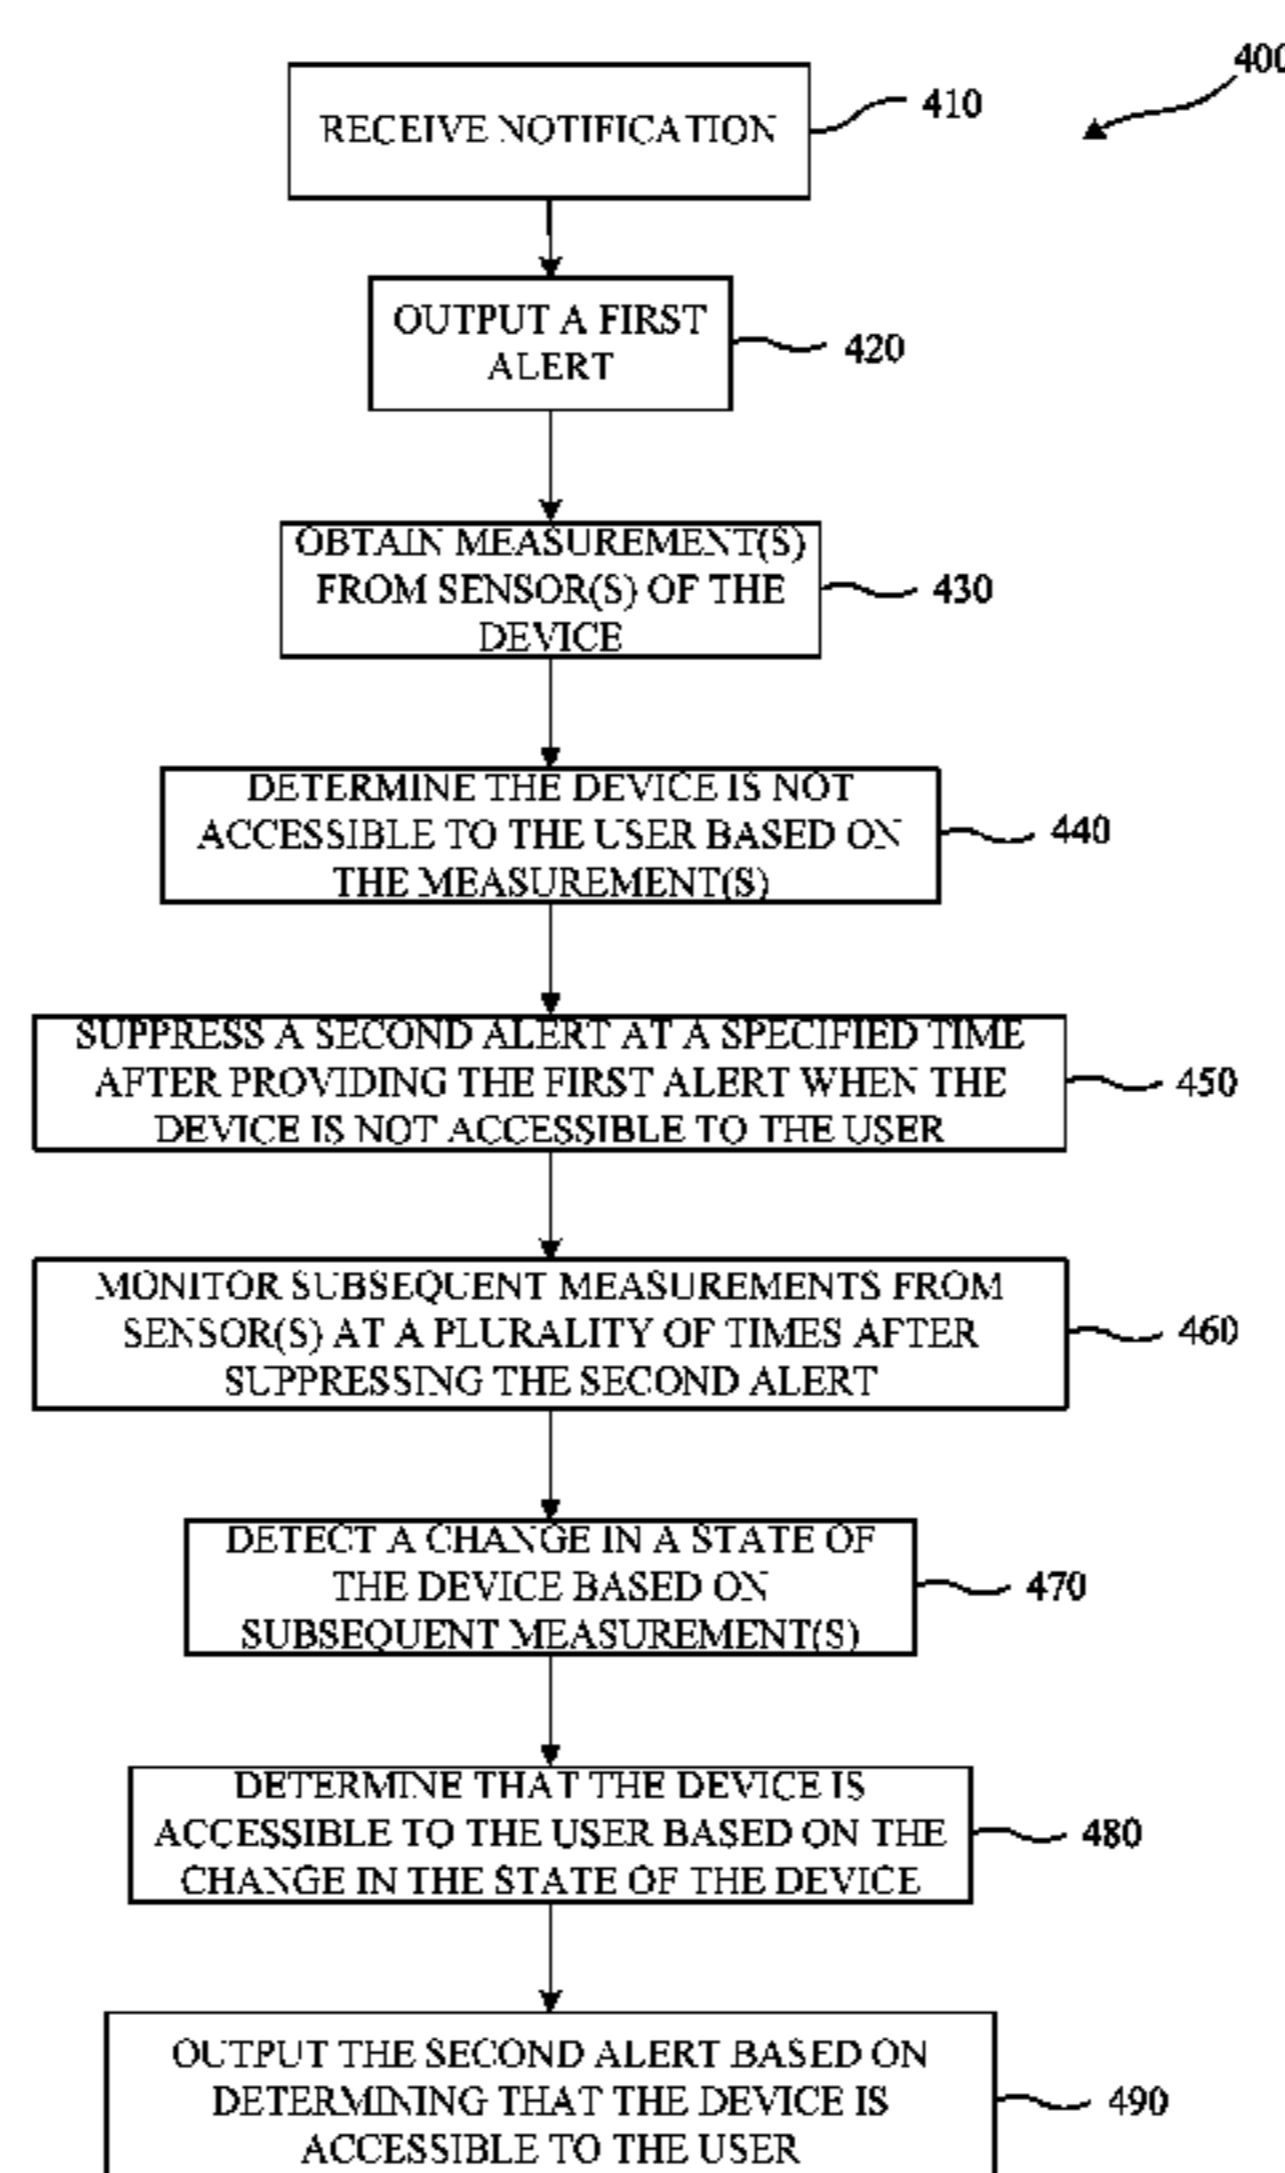 400
RECEIVE NOTIFICATION
410
OUTPUT A FIRST
ALERT
420
OBTAIN MEASUREMENT(S)
FROM SENSOR(S) OF THE
DEVICE
430
DETERMINE THE DEVICE IS NOT
ACCESSIBLE TO THE USER BASED ON
THE MEASUREMENT(S)
440
SUPPRESS A SECOND ALERT AT A SPECIFIED TIME
AFTER PROVIDING THE FIRST ALERT WHEN THE
DEVICE IS NOT ACCESSIBLE TO THE USER
450
MONITOR SUBSEQUENT MEASUREMENTS FROM
SENSOR(S) AT A PLURALITY OF TIMES AFTER
SUPPRESSING THE SECOND ALERT
460
DETECT A CHANGE IN A STATE OF
THE DEVICE BASED ON
SUBSEQUENT MEASUREMENT(S)
470
DETERMINE THAT THE DEVICE IS
ACCESSIBLE TO THE USER BASED ON THE
CHANGE IN THE STATE OF THE DEVICE
480
OUTPUT THE SECOND ALERT BASED ON
DETERMINING THAT THE DEVICE IS
ACCESSIBLE TO THE USER
490